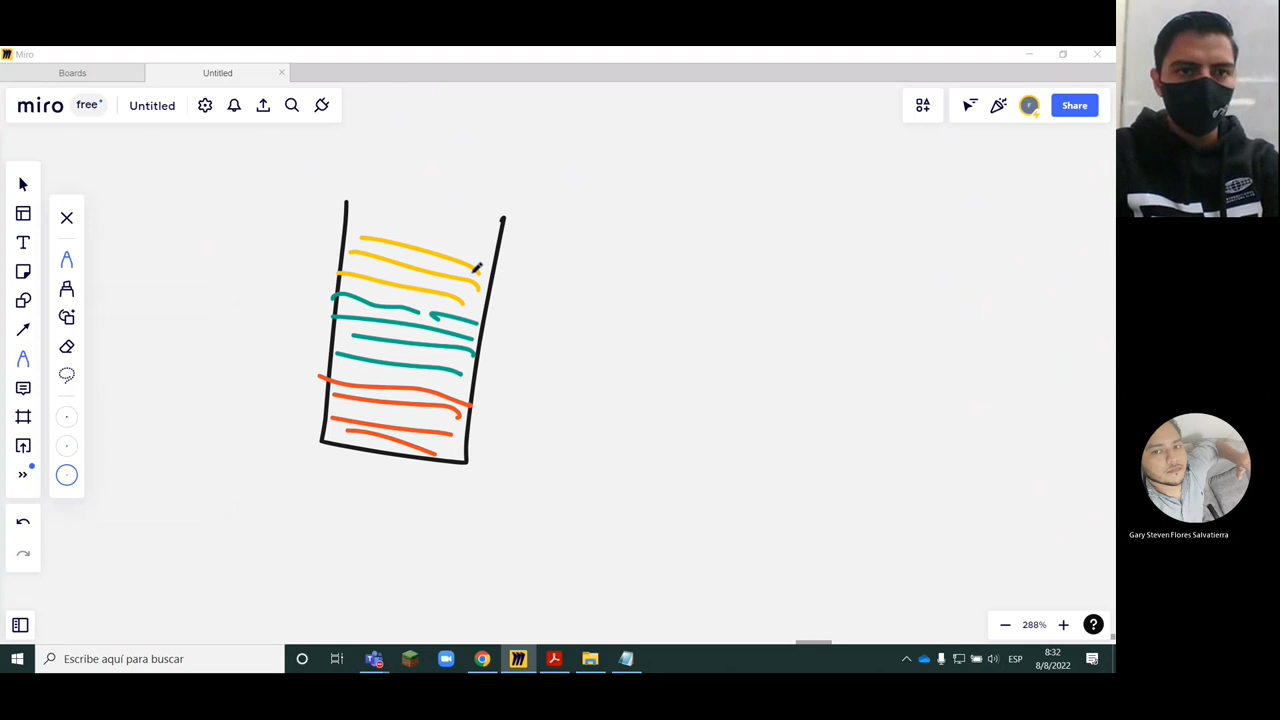 Miro
Boards
Untitled
miro free Untitled
Share
Gary Steven Flores Salvatierra
288%
Escribe aquí para buscar
ESP
8:32
8/8/2022